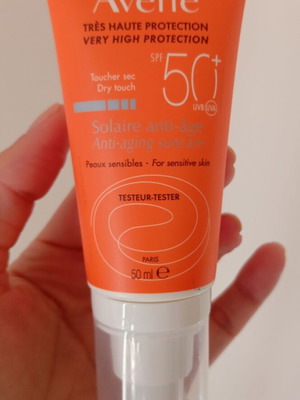 Avène
TRÈS HAUTE PROTECTION
VERY HIGH PROTECTION
SPF 50+
UVB UVA
Toucher sec
Dry touch
Solaire anti-âge
Anti-aging suncare
Peaux sensibles - For sensitive skin
TESTEUR-TESTER
PARIS
50 ml e